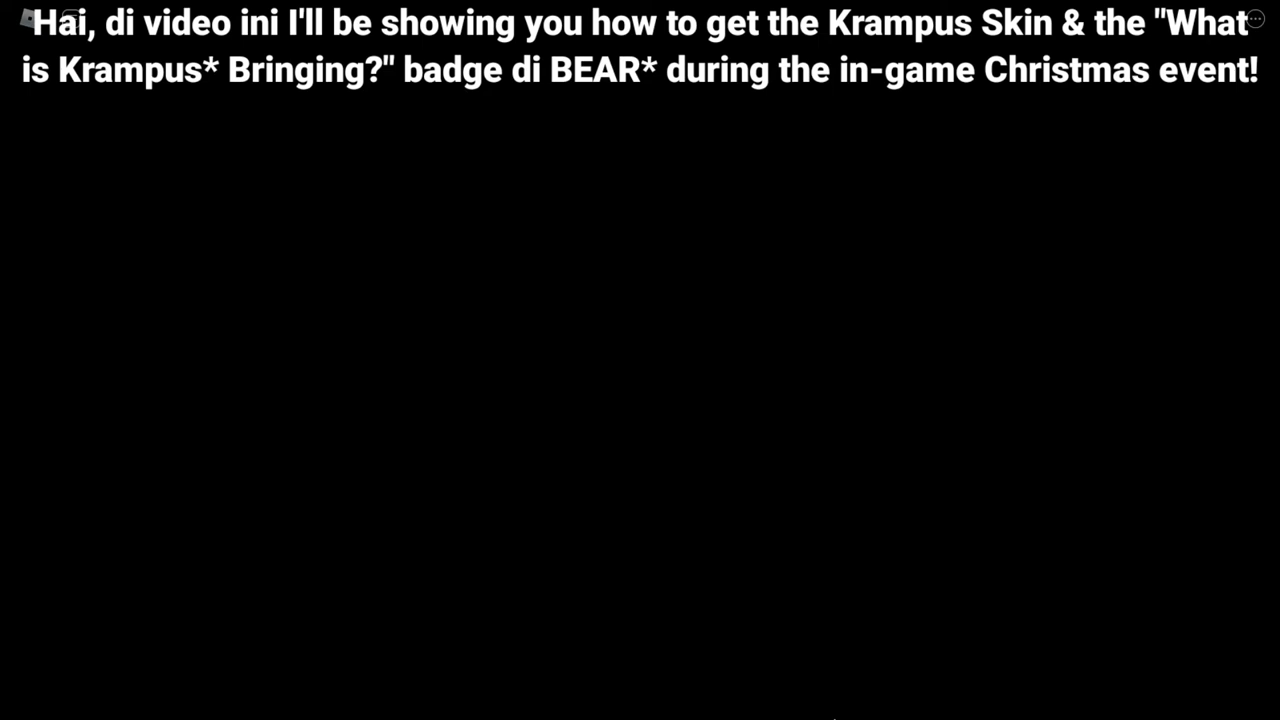 Hai, di video ini I'll be showing you how to get the Krampus Skin & the "What
is Krampus* Bringing?" badge di BEAR* during the in-game Christmas event!